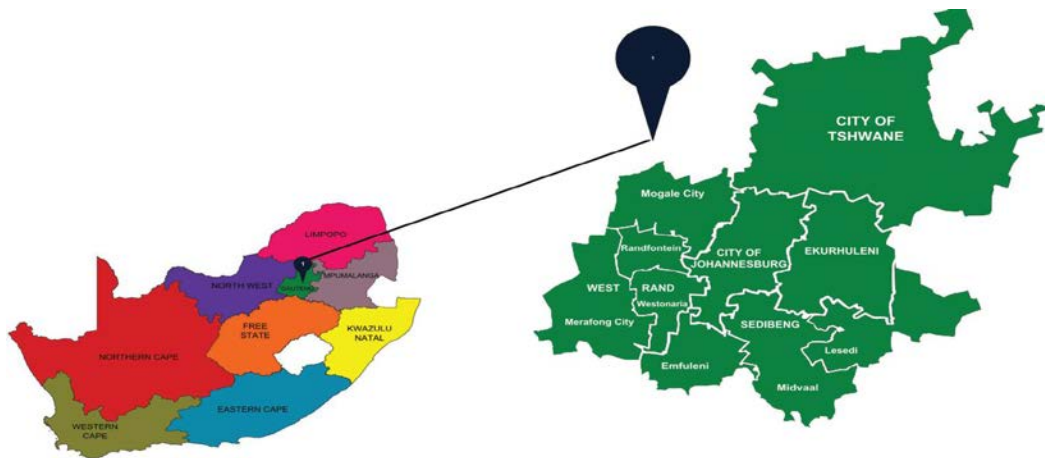 LIMPOPO
MPUMALANGA
NORTH WEST
GAUTENG
FREE
STATE
KWAZULU
NATAL
NORTHERN CAPE
EASTERN CAPE
WESTERN
CAPE
CITY OF
TSHWANE
Mogale City
Randfontein
CITY OF
JOHANNESBURG
EKURHULENI
WEST
RAND
Westonaria
Merafong City
SEDIBENG
Emfuleni
Lesedi
Midvaal